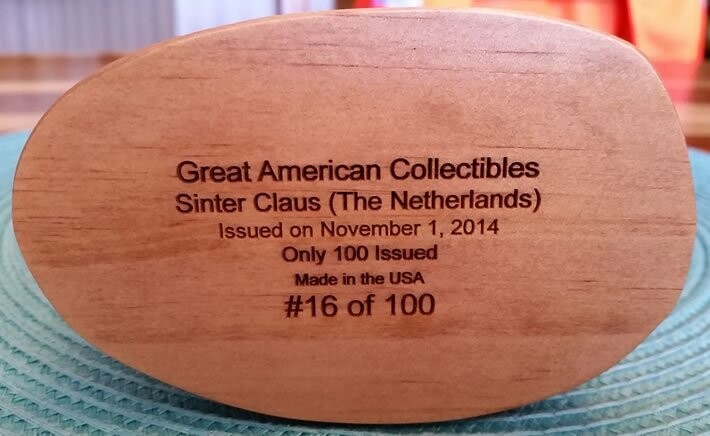 Great American Collectibles
Sinter Claus (The Netherlands)
Issued on November 1, 2014
Only 100 Issued
Made in the USA
#16 of 100